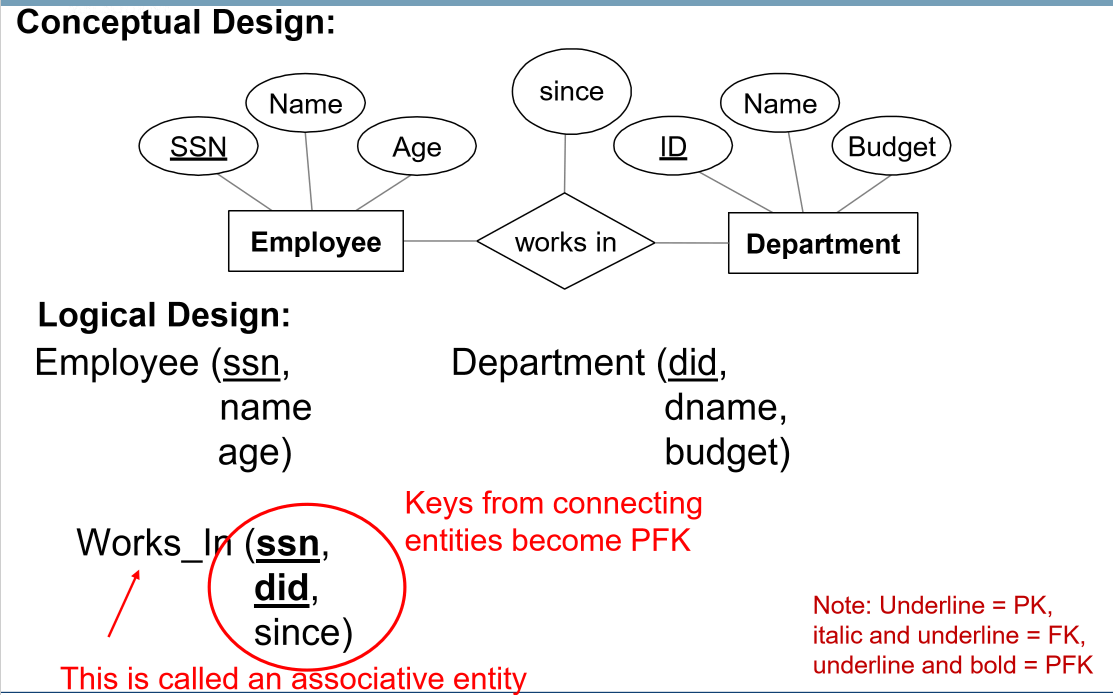 Conceptual Design:
Name
since
Name
SSN
Age
ID
Budget
Employee
works in
Department
Logical Design:
Employee (ssn,
name
age)
Department (did,
dname,
budget)
Keys from connecting
entities become PFK
Works_In (ssn,
did,
since)
This is called an associative entity
Note: Underline = PK,
italic and underline = FK,
underline and bold = PFK